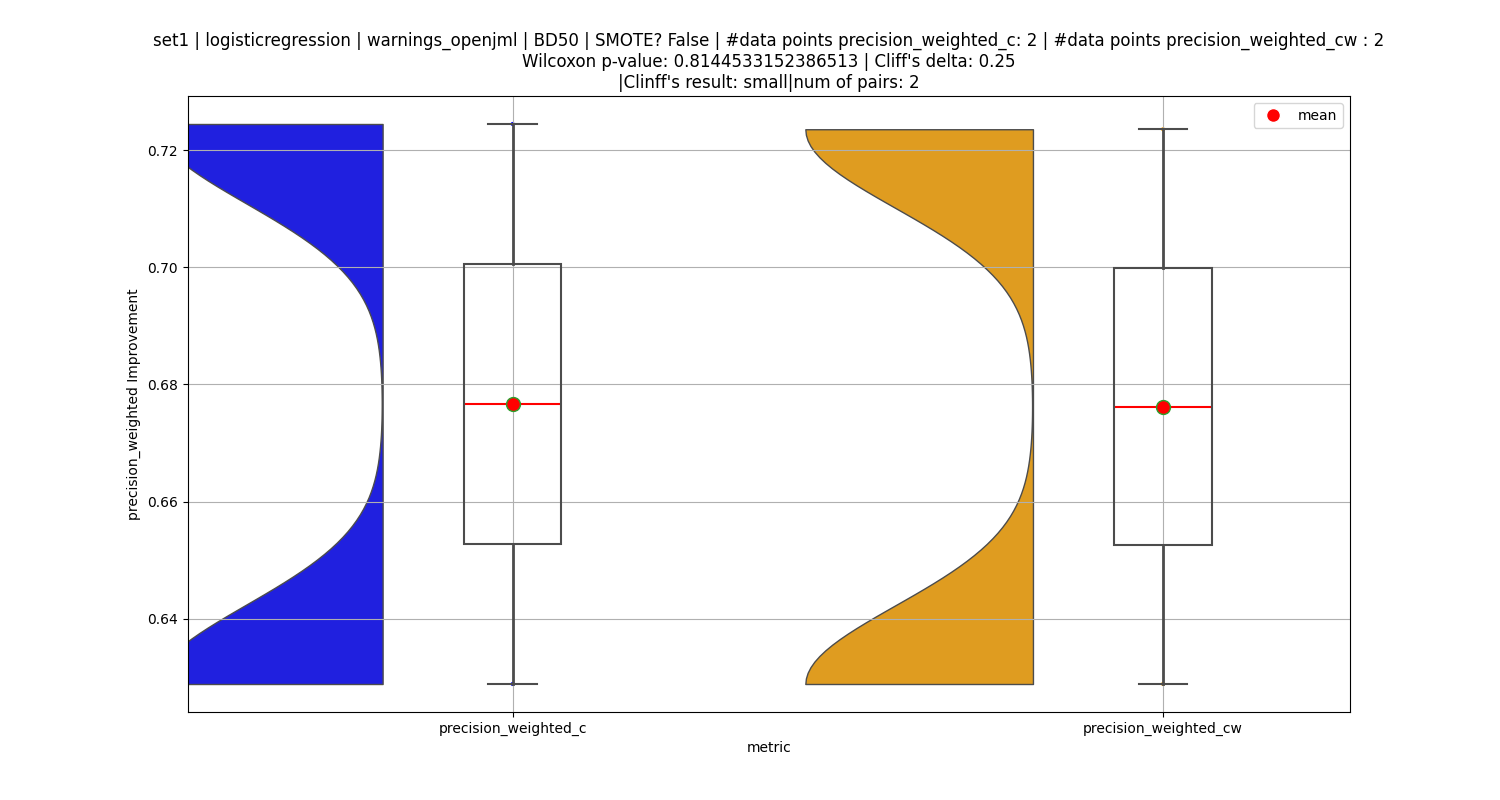 set1 | logisticregression | warnings_openjml | BD50 | SMOTE? False | #data points precision_weighted_c: 2 | #data points precision_weighted_cw : 2
Wilcoxon p-value: 0.8144533152386513 | Cliff's delta: 0.25
|Clinff's result: small|num of pairs: 2
mean
0.72
0.70
0.68
0.66
0.64
precision_weighted Improvement
precision_weighted_c
precision_weighted_cw
metric